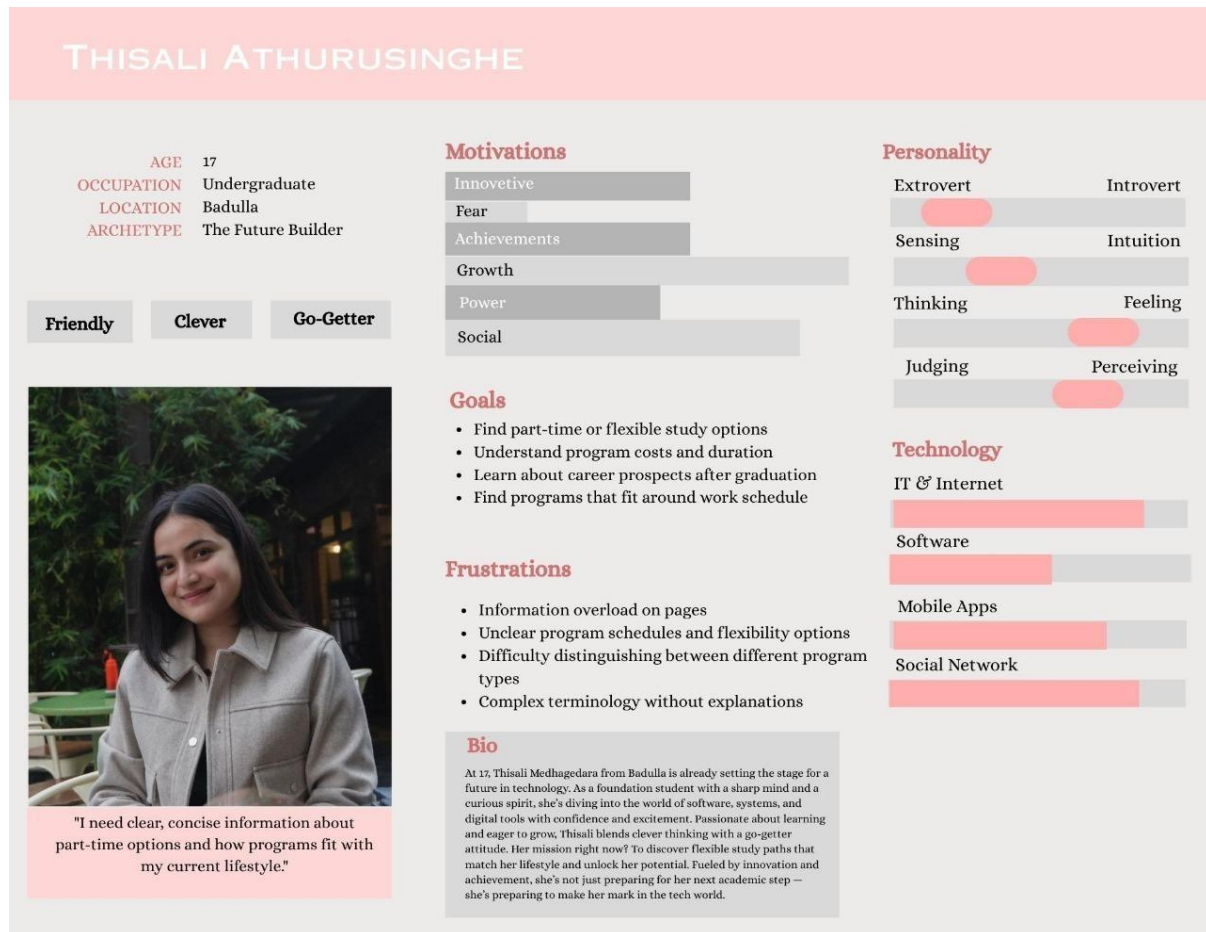 THISALI ATHURUSINGHE
AGE 17
OCCUPATION Undergraduate
LOCATION Badulla
ARCHETYPE The Future Builder
Friendly Clever Go-Getter
"I need clear, concise information about
part-time options and how programs fit with
my current lifestyle."
Motivations
Innovetive
Fear
Achievements
Growth
Power
Social
Goals
• Find part-time or flexible study options
• Understand program costs and duration
• Learn about career prospects after graduation
• Find programs that fit around work schedule
Frustrations
• Information overload on pages
• Unclear program schedules and flexibility options
• Difficulty distinguishing between different program
types
• Complex terminology without explanations
Bio
At 17, Thisali Medhagedara from Badulla is already setting the stage for a
future in technology. As a foundation student with a sharp mind and a
curious spirit, she's diving into the world of software, systems, and
digital tools with confidence and excitement. Passionate about learning
and eager to grow, Thisali blends clever thinking with a go-getter
attitude. Her mission right now? To discover flexible study paths that
match her lifestyle and unlock her potential. Fueled by innovation and
achievement, she's not just preparing for her next academic step —
she's preparing to make her mark in the tech world.
Personality
Extrovert Introvert
Sensing Intuition
Thinking Feeling
Judging Perceiving
Technology
IT & Internet
Software
Mobile Apps
Social Network